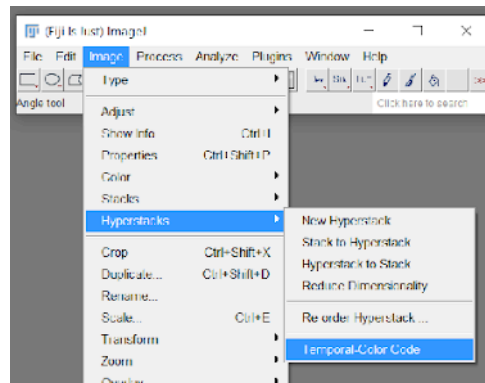 (Fiji Is Just) ImageJ
File Edit Image Process Analyze Plugins Window Help
Angle tool
Click here to search
Type
Adjust
Show Info Ctrl+I
Properties Ctrl+Shift+P
Color
Stacks
Hyperstacks
Crop Ctrl+Shift+X
Duplicate... Ctrl+Shift+D
Rename...
Scale... Ctrl+E
Transform
Zoom
Overlay
New Hyperstack
Stack to Hyperstack
Hyperstack to Stack
Reduce Dimensionality
Re-order Hyperstack ...
Temporal-Color Code